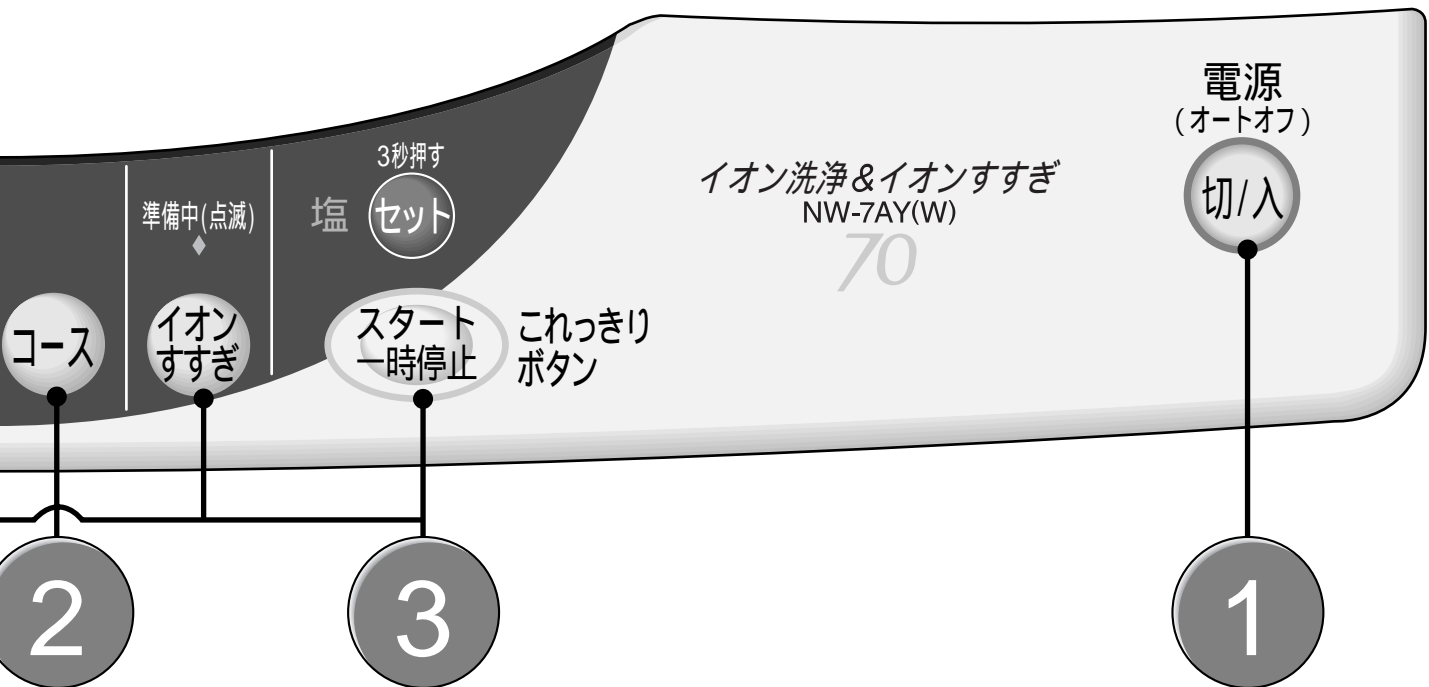 電源
(オートオフ)
切/入
3秒押す
塩 セット
準備中(点滅)
イオン洗浄&イオンすすぎ
NW-7AY(W)
70
コース
イオン
すすぎ
スタート
一時停止
これっきり
ボタン
2
3
1